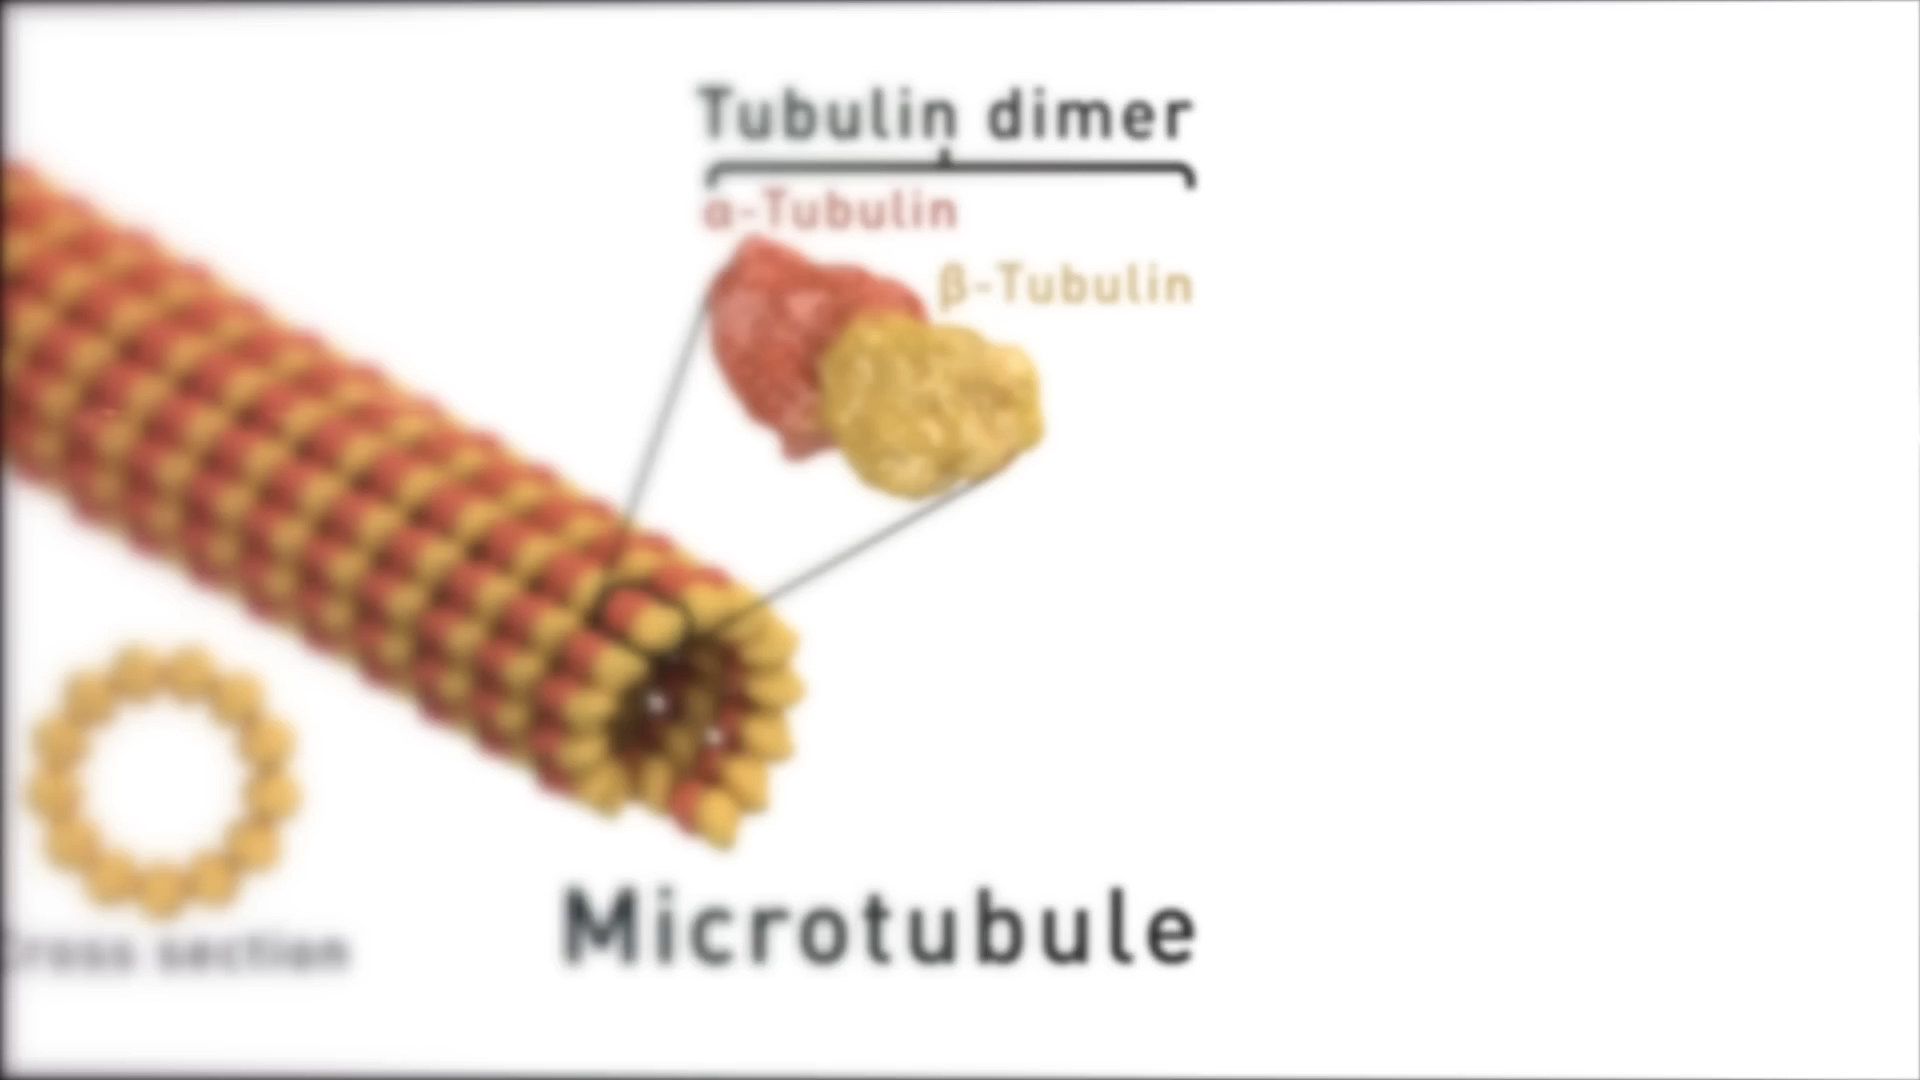 Tubulin dimer
α-Tubulin
β-Tubulin
Microtubule
Cross section